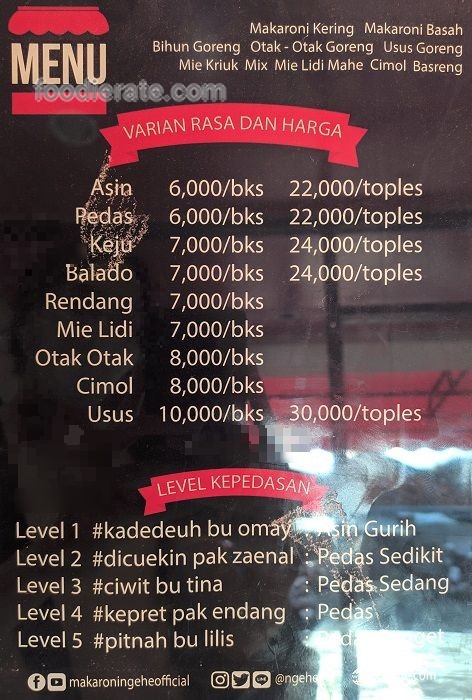 MENU
Makaroni Kering Makaroni Basah
Bihun Goreng Otak - Otak Goreng Usus Goreng
Mie Kriuk Mix Mie Lidi Mahe Cimol Basreng
foodierate.com
VARIAN RASA DAN HARGA
Asin 6,000/bks 22,000/toples
Pedas 6,000/bks 22,000/toples
Keju 7,000/bks 24,000/toples
Balado 7,000/bks 24,000/toples
Rendang 7,000/bks
Mie Lidi 7,000/bks
Otak Otak 8,000/bks
Cimol 8,000/bks
Usus 10,000/bks 30,000/toples
LEVEL KEPEDASAN
Level 1 #kadedeuh bu omay : Asin Gurih
Level 2 #dicuekin pak zaenal : Pedas Sedikit
Level 3 #ciwit bu tina : Pedas Sedang
Level 4 #kepret pak endang : Pedas
Level 5 #pitnah bu lilis :
makaroningeheofficial